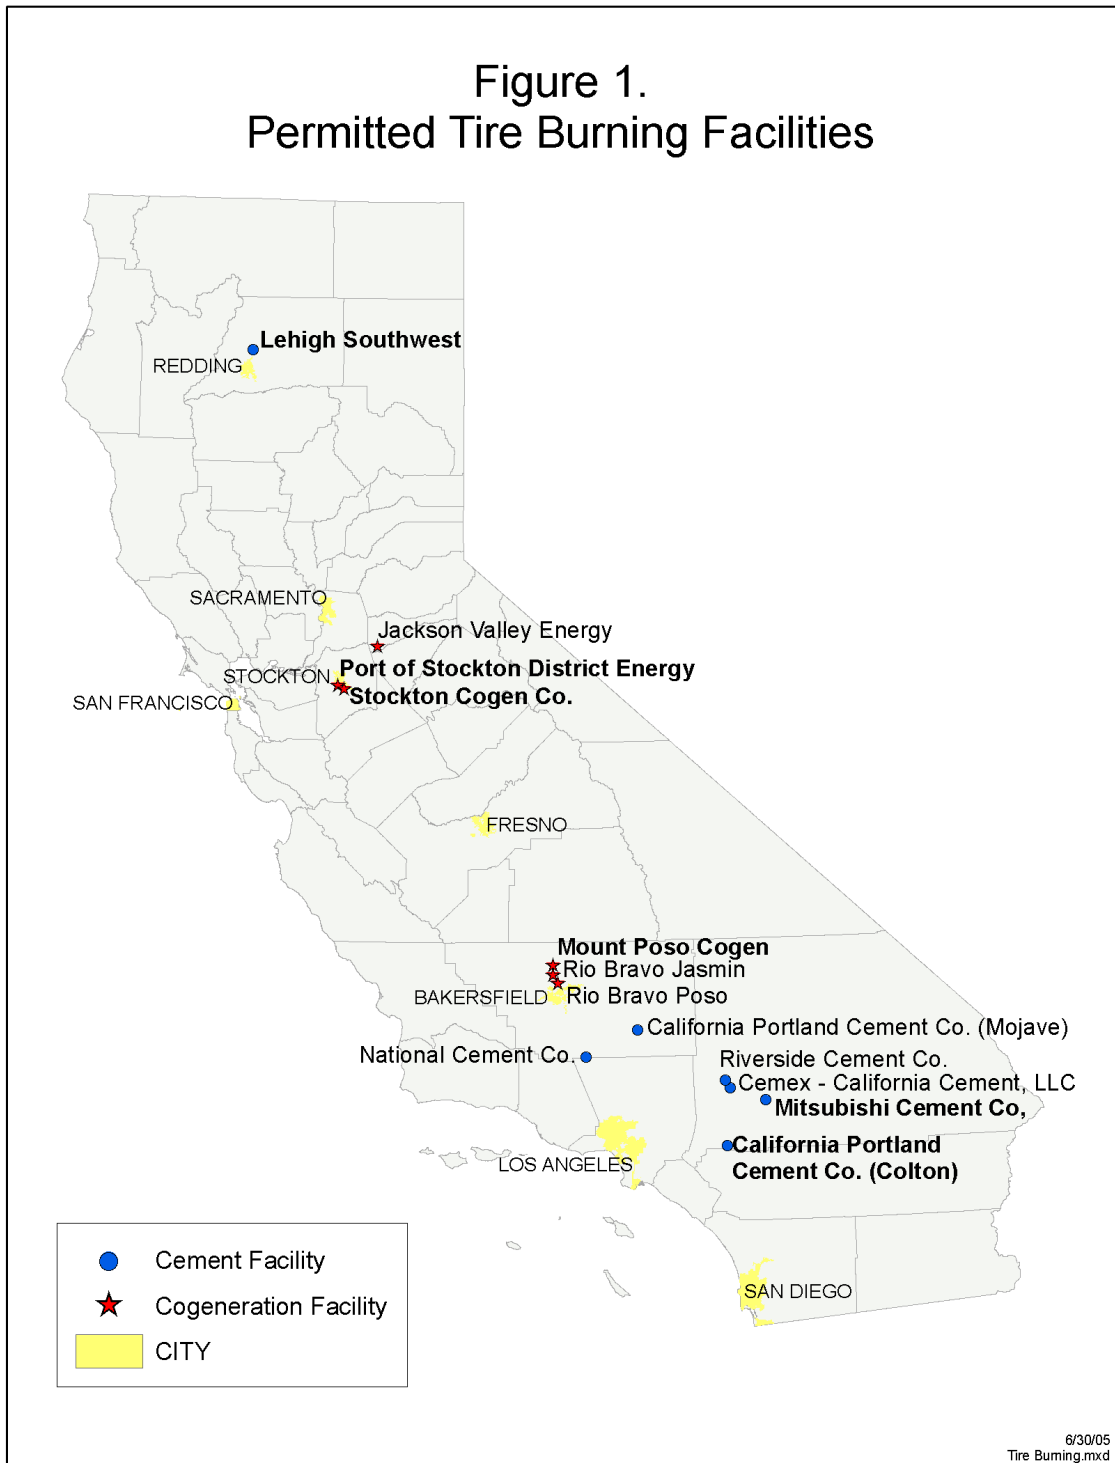 Figure 1.
Permitted Tire Burning Facilities
Lehigh Southwest
REDDING
SACRAMENTO
Jackson Valley Energy
STOCKTON
Port of Stockton District Energy
Stockton Cogen Co.
SAN FRANCISCO
FRESNO
Mount Poso Cogen
Rio Bravo Jasmin
BAKERSFIELD
Rio Bravo Poso
California Portland Cement Co. (Mojave)
National Cement Co.
Riverside Cement Co.
Cemex - California Cement, LLC
Mitsubishi Cement Co,
California Portland
Cement Co. (Colton)
LOS ANGELES
SAN DIEGO
Cement Facility
Cogeneration Facility
CITY
6/30/05
Tire Burning.mxd